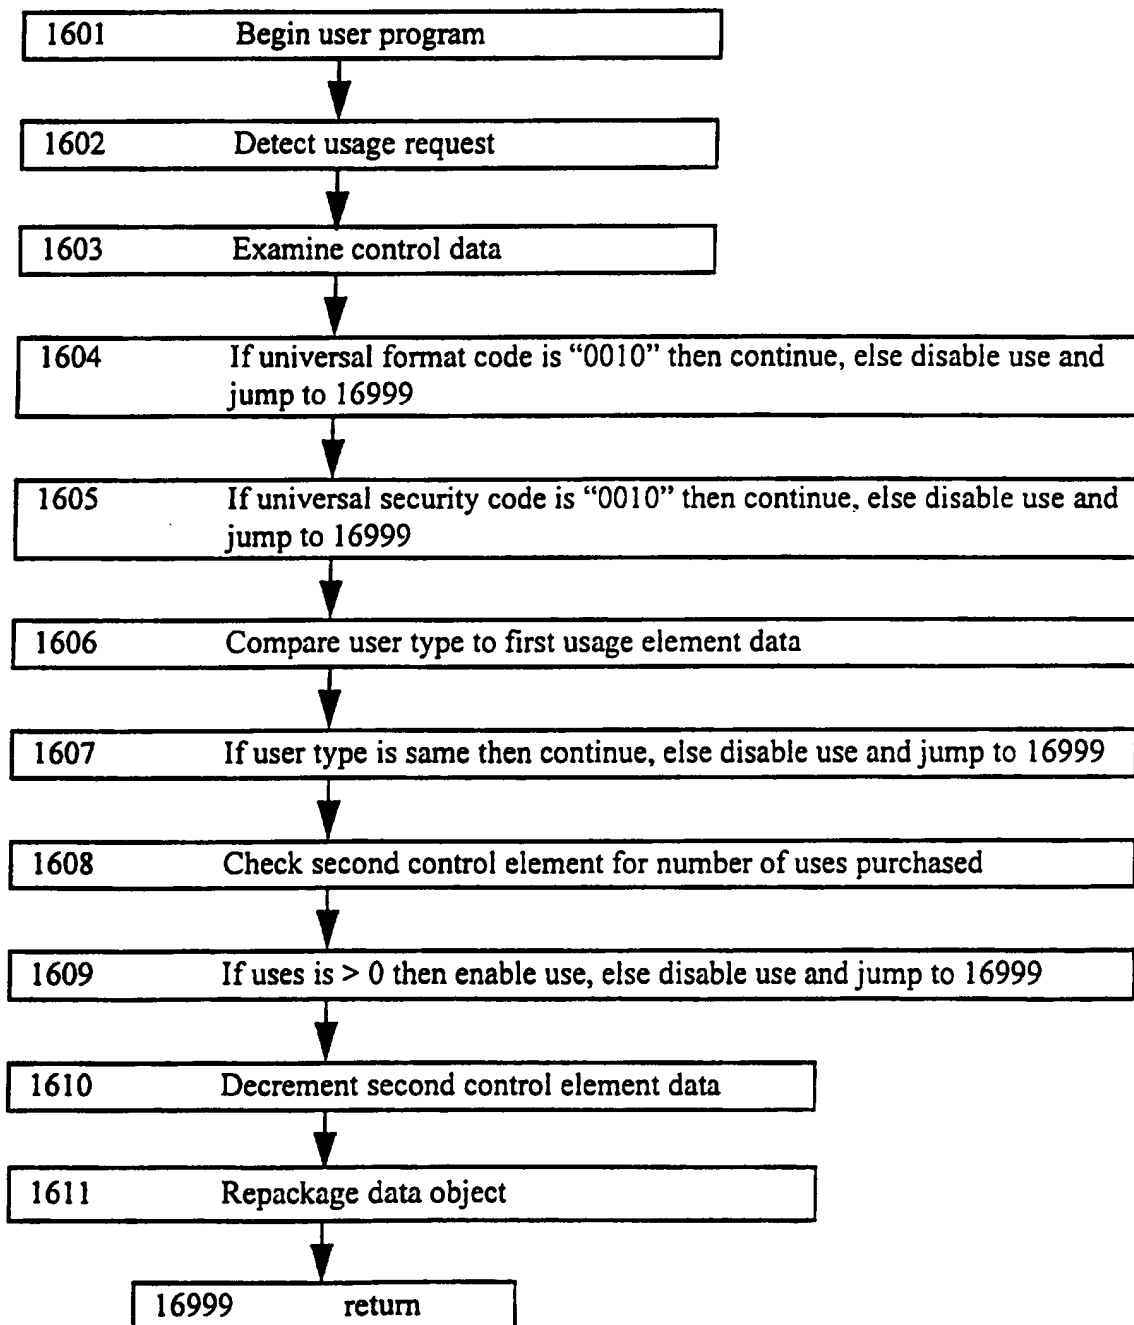 1601 Begin user program
1602 Detect usage request
1603 Examine control data
1604 If universal format code is “0010” then continue, else disable use and
jump to 16999
1605 If universal security code is “0010” then continue, else disable use and
jump to 16999
1606 Compare user type to first usage element data
1607 If user type is same then continue, else disable use and jump to 16999
1608 Check second control element for number of uses purchased
1609 If uses is > 0 then enable use, else disable use and jump to 16999
1610 Decrement second control element data
1611 Repackage data object
16999 return